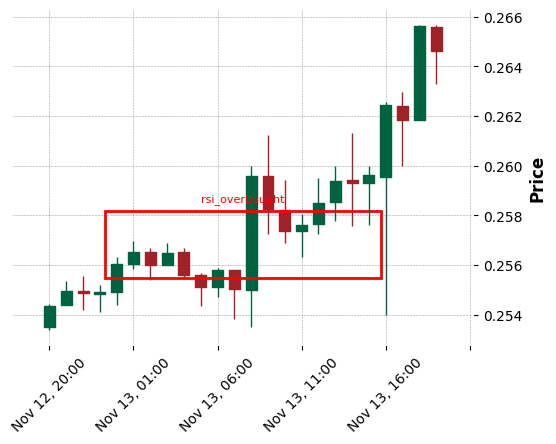 0.266
0.264
0.262
0.260
0.258
0.256
0.254
Price
rsi_overbought
Nov 12, 20:00
Nov 13, 01:00
Nov 13, 06:00
Nov 13, 11:00
Nov 13, 16:00